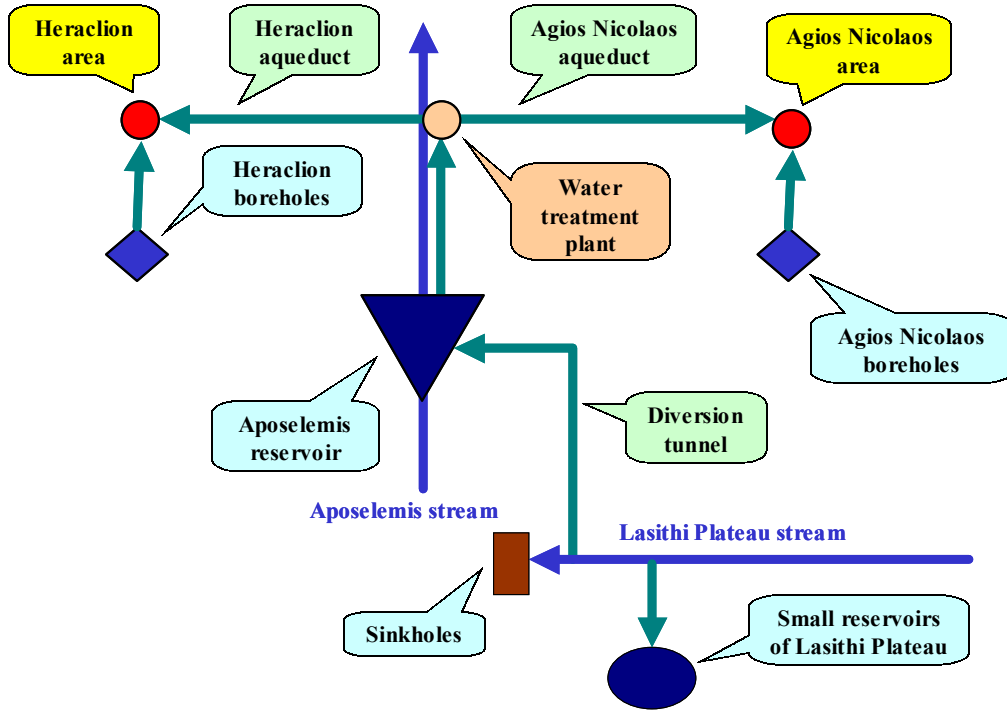 Heraclion
area
Heraclion
aqueduct
Agios Nicolaos
aqueduct
Agios Nicolaos
area
Heraclion
boreholes
Water
treatment
plant
Agios Nicolaos
boreholes
Aposelemis
reservoir
Diversion
tunnel
Aposelemis stream
Lasithi Plateau stream
Sinkholes
Small reservoirs
of Lasithi Plateau